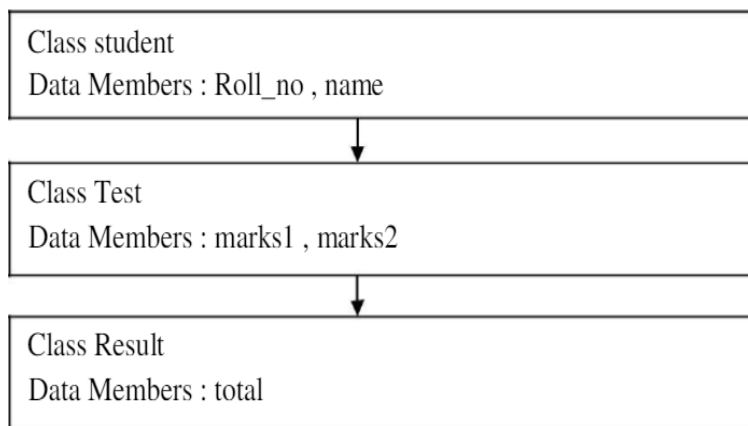 Class student
Data Members : Roll_no , name
Class Test
Data Members : marks1 , marks2
Class Result
Data Members : total